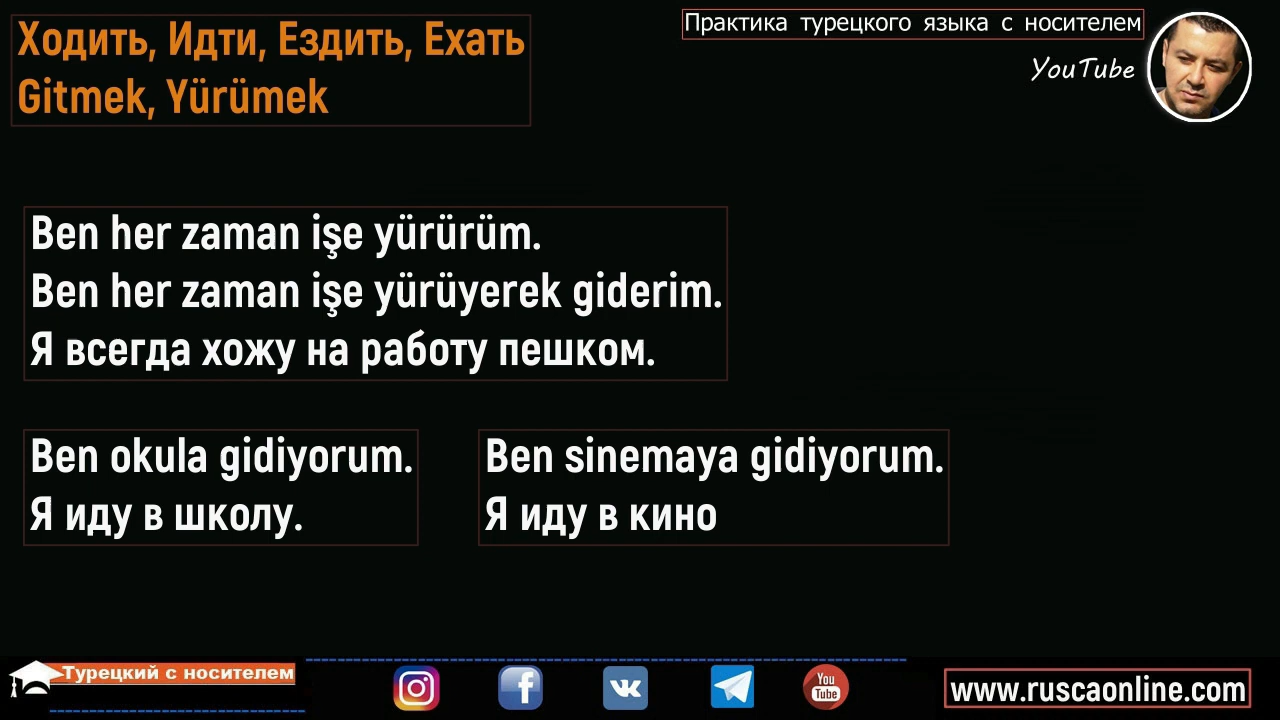 Ходить, Идти, Ездить, Ехать
Gitmek, Yürümek
Практика турецкого языка с носителем
YouTube
Ben her zaman işe yürürüm.
Ben her zaman işe yürüyerek giderim.
Я всегда хожу на работу пешком.
Ben okula gidiyorum.
Я иду в школу.
Ben sinemaya gidiyorum.
Я иду в кино
Турецкий с носителем
You
Tube
www.ruscaonline.com